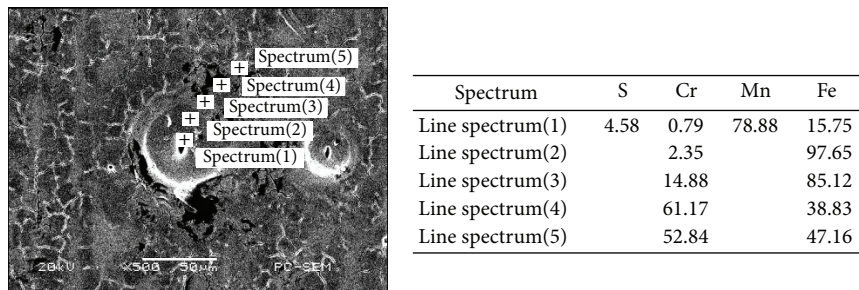 Spectrum(5)
Spectrum(4)
Spectrum(3)
Spectrum(2)
Spectrum(1)
20kU ×500 50μm PC-SEM
Spectrum S Cr Mn Fe
Line spectrum(1) 4.58 0.79 78.88 15.75
Line spectrum(2) 2.35 97.65
Line spectrum(3) 14.88 85.12
Line spectrum(4) 61.17 38.83
Line spectrum(5) 52.84 47.16